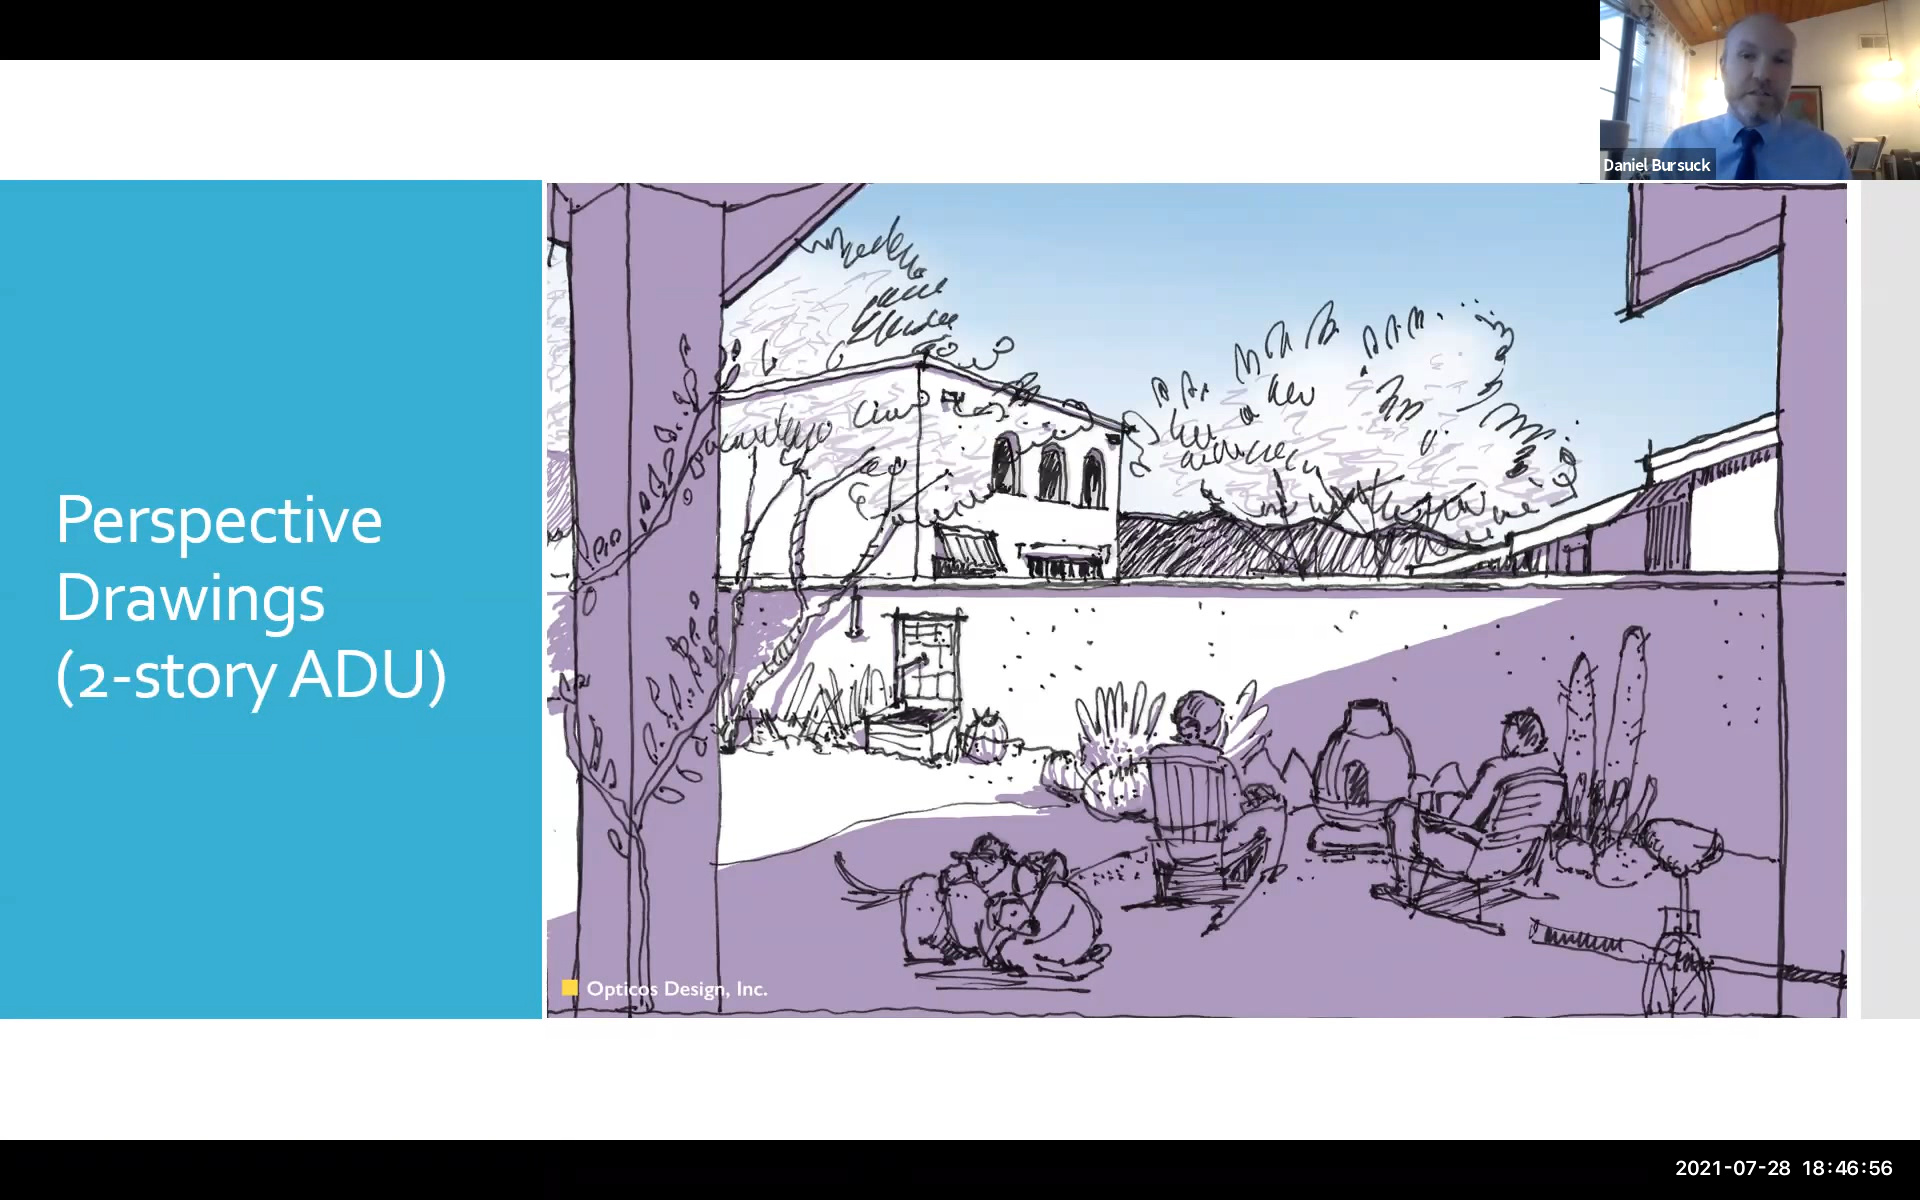 Daniel Bursuck
Perspective
Drawings
(2-story ADU)
Opticos Design, Inc.
2021-07-28 18:46:56